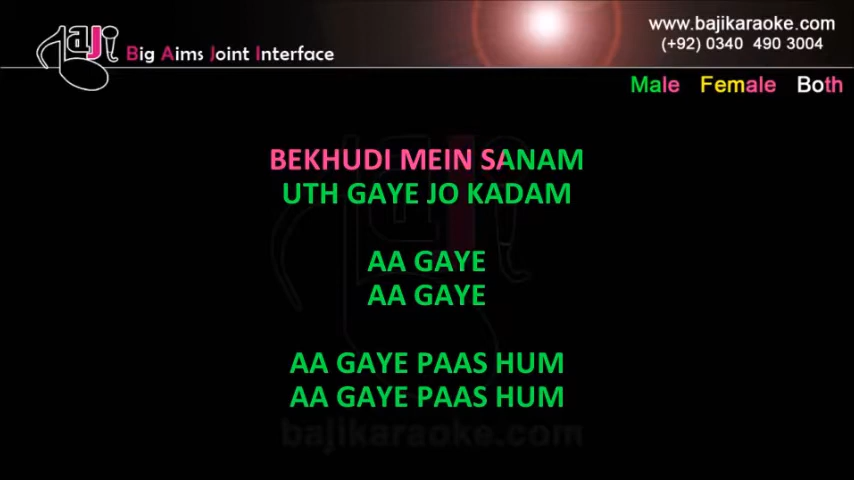 www.bajikaraoke.com
(+92) 0340 490 3004
baji Big Aims Joint Interface
Male Female Both
BEKHUDI MEIN SANAM
UTH GAYE JO KADAM
AA GAYE
AA GAYE
AA GAYE PAAS HUM
AA GAYE PAAS HUM
bajikaraoke.com